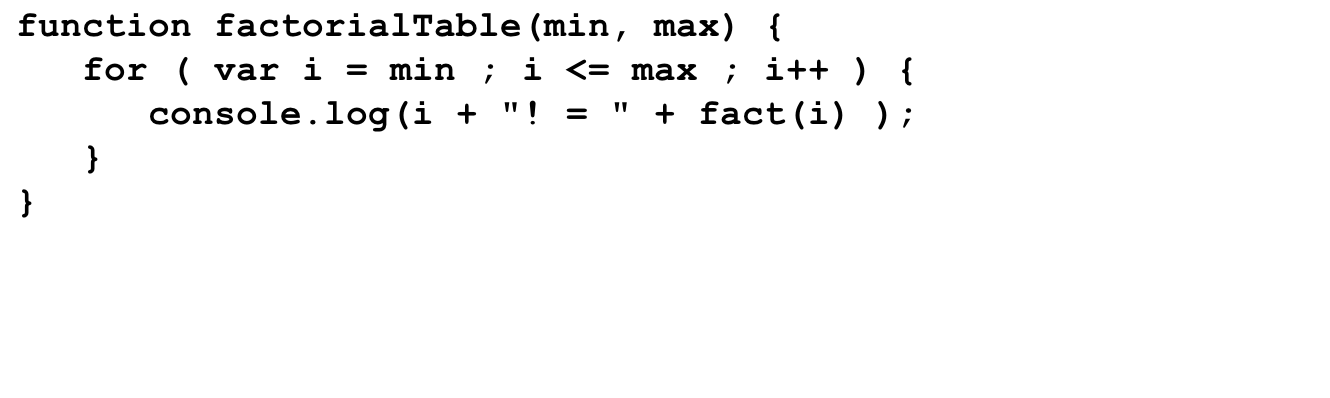 function factorialTable(min, max) {
   for ( var i = min ; i <= max ; i++ ) {
      console.log(i + "! = " + fact(i) );
   }
}